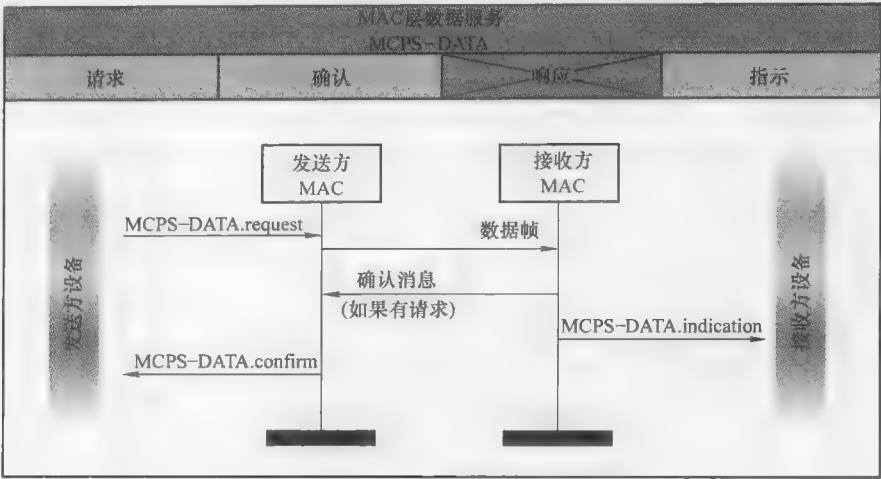 MAC层数据服务
MCPS-DATA
请求
确认
响应
指示
发送方
MAC
接收方
MAC
MCPS-DATA.request
数据帧
确认消息
(如果有请求)
MCPS-DATA.indication
MCPS-DATA.confirm
发送方设备
接收方设备